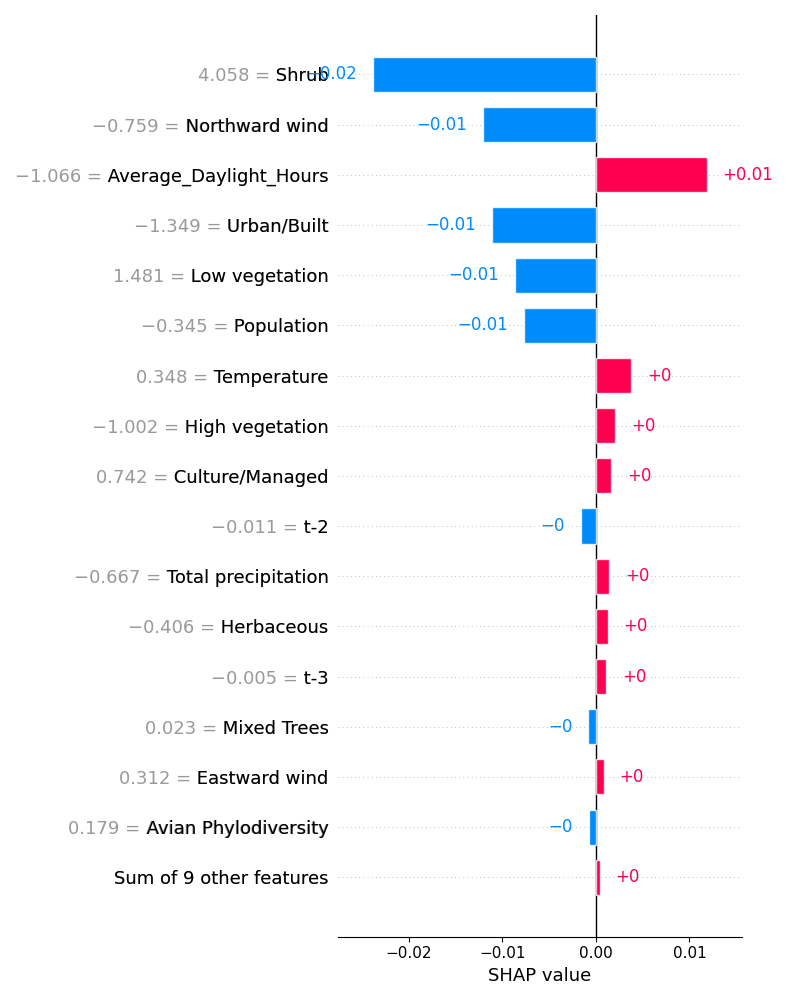 4.058 = Shrub −0.02
−0.759 = Northward wind −0.01
−1.066 = Average_Daylight_Hours +0.01
−1.349 = Urban/Built −0.01
1.481 = Low vegetation −0.01
−0.345 = Population −0.01
0.348 = Temperature +0
−1.002 = High vegetation +0
0.742 = Culture/Managed +0
−0.011 = t-2 −0
−0.667 = Total precipitation +0
−0.406 = Herbaceous +0
−0.005 = t-3 +0
0.023 = Mixed Trees −0
0.312 = Eastward wind +0
0.179 = Avian Phylodiversity −0
Sum of 9 other features +0
−0.02 −0.01 0.00 0.01
SHAP value